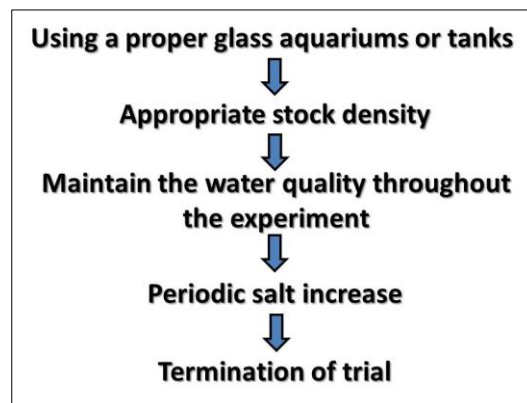 Using a proper glass aquariums or tanks
Appropriate stock density
Maintain the water quality throughout
the experiment
Periodic salt increase
Termination of trial